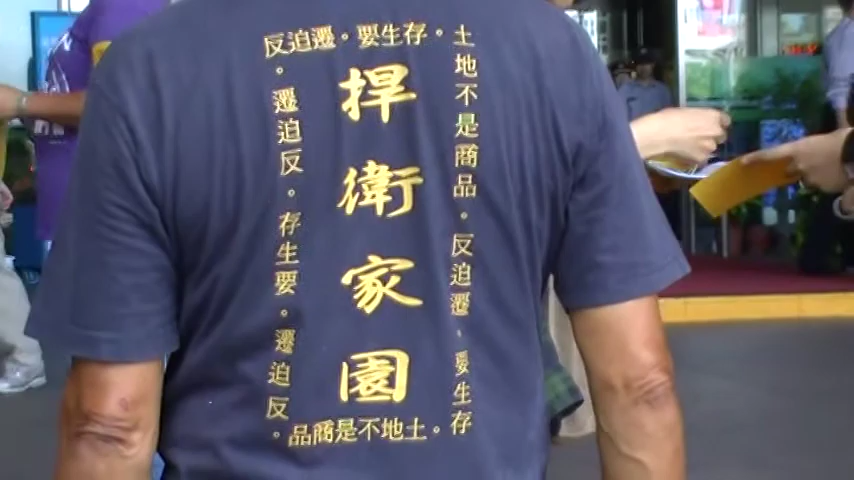 反迫遷。要生存。土地不是商品。反迫遷。要生存
捍衛家園
。遷迫反。存生要。遷迫反。
品商是不地土。